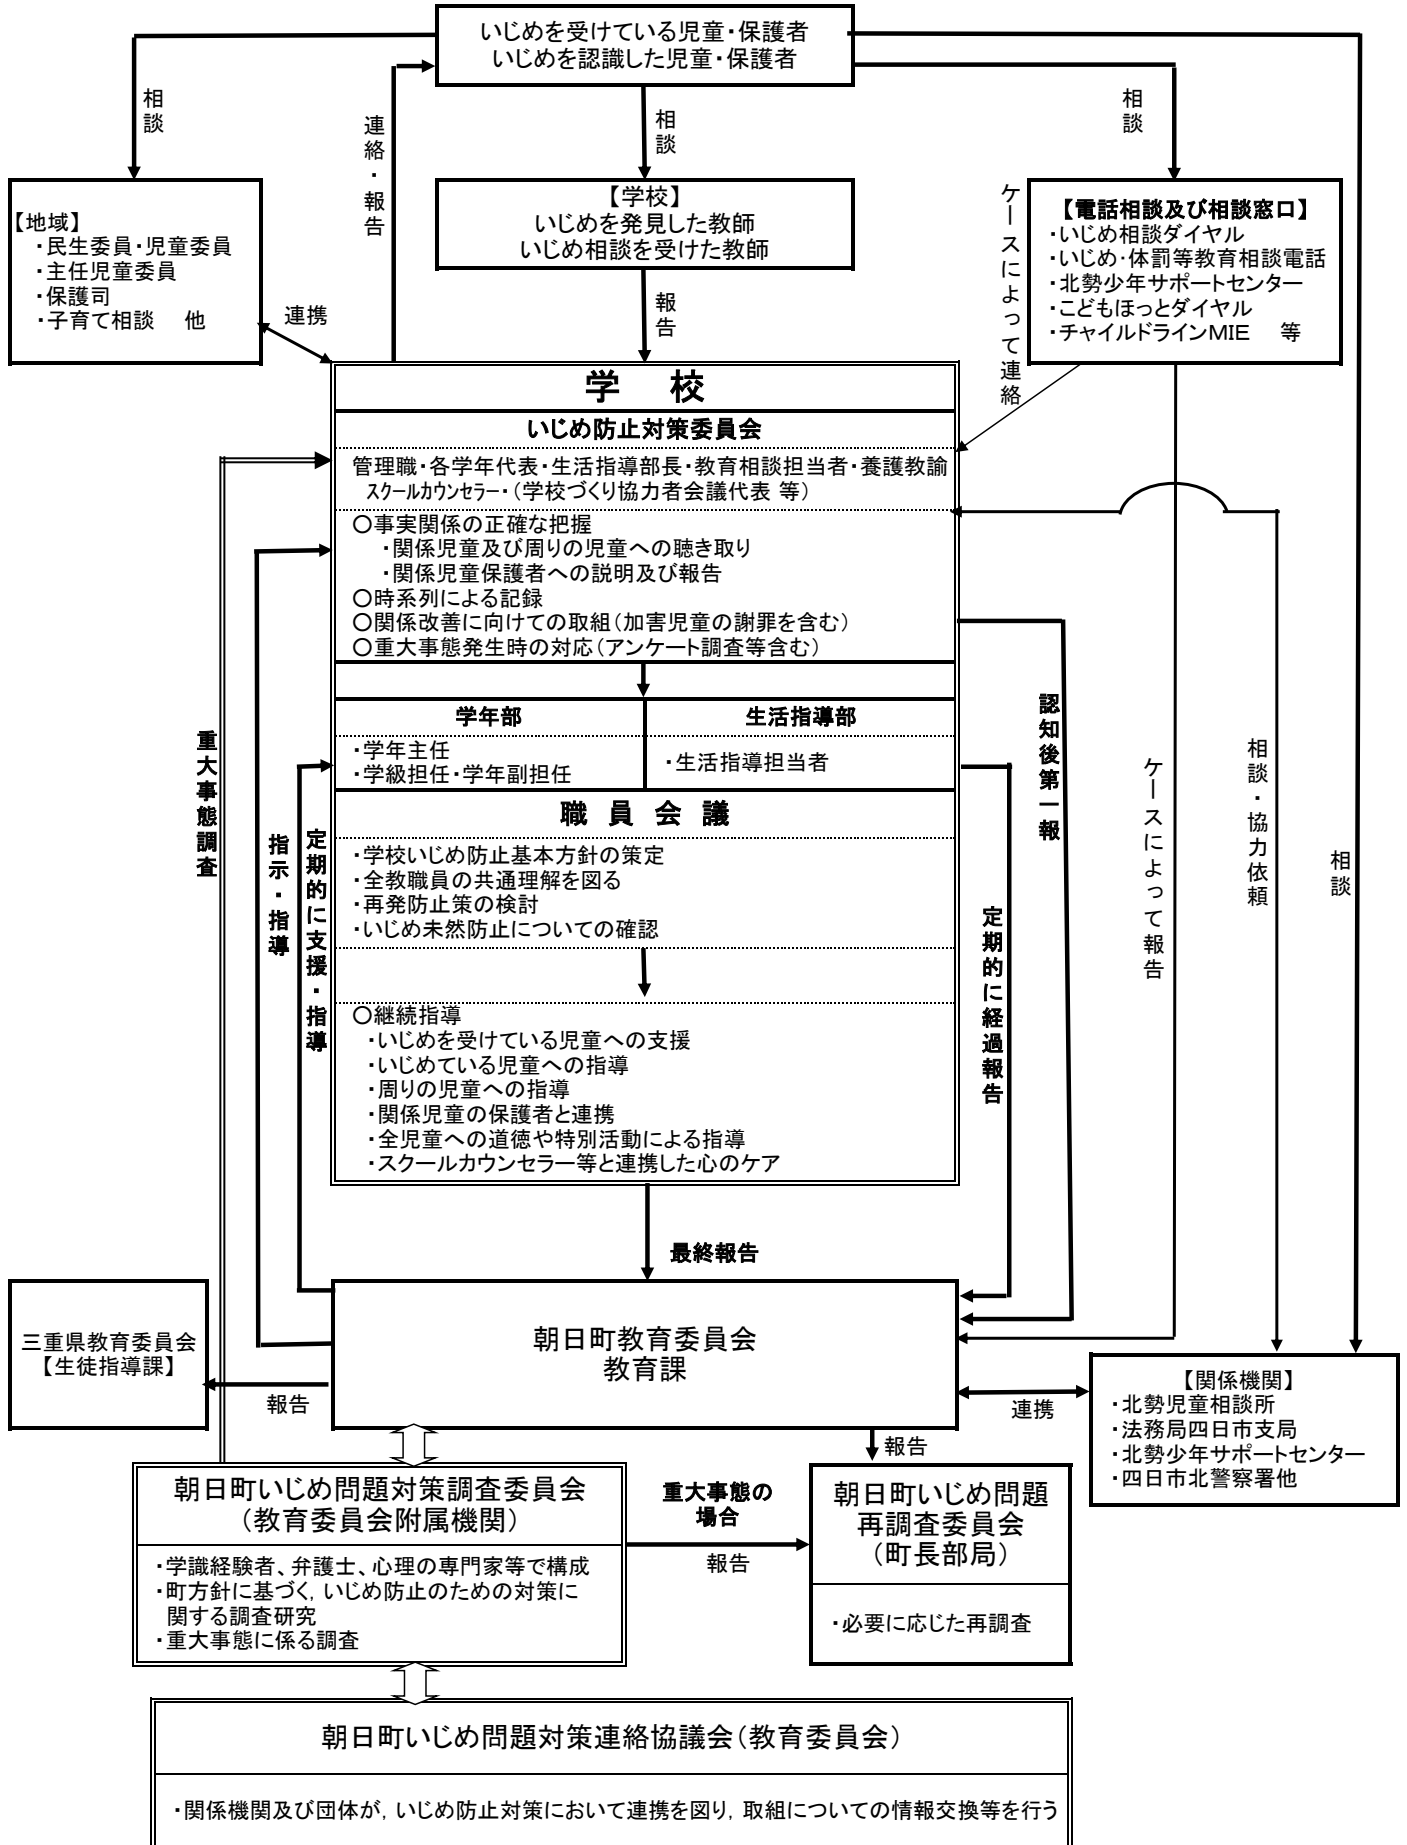 いじめを受けている児童・保護者
いじめを認識した児童・保護者
相談
連絡・報告
相談
相談
【地域】
・民生委員・児童委員
・主任児童委員
・保護司
・子育て相談　他
連携
【学校】
いじめを発見した教師
いじめ相談を受けた教師
報告
ケースによって連絡
【電話相談及び相談窓口】
・いじめ相談ダイヤル
・いじめ・体罰等教育相談電話
・北勢少年サポートセンター
・こどもほっとダイヤル
・チャイルドラインMIE　等
学　校
いじめ防止対策委員会
管理職・各学年代表・生活指導部長・教育相談担当者・養護教諭
スクールカウンセラー・(学校づくり協力者会議代表 等)
○事実関係の正確な把握
・関係児童及び周りの児童への聴き取り
・関係児童保護者への説明及び報告
○時系列による記録
○関係改善に向けての取組(加害児童の謝罪を含む)
○重大事態発生時の対応(アンケート調査等含む)
学年部
生活指導部
・学年主任
・学級担任・学年副担任
・生活指導担当者
職 員 会 議
・学校いじめ防止基本方針の策定
・全教職員の共通理解を図る
・再発防止策の検討
・いじめ未然防止についての確認
○継続指導
・いじめを受けている児童への支援
・いじめている児童への指導
・周りの児童への指導
・関係児童の保護者と連携
・全児童への道徳や特別活動による指導
・スクールカウンセラー等と連携した心のケア
重大事態調査
指示・指導
定期的に支援・指導
認知後第一報
定期的に経過報告
ケースによって報告
相談・協力依頼
相談
最終報告
三重県教育委員会
【生徒指導課】
報告
朝日町教育委員会
教育課
連携
【関係機関】
・北勢児童相談所
・法務局四日市支局
・北勢少年サポートセンター
・四日市北警察署他
報告
朝日町いじめ問題対策調査委員会
(教育委員会附属機関)
・学識経験者、弁護士、心理の専門家等で構成
・町方針に基づく,いじめ防止のための対策に
関する調査研究
・重大事態に係る調査
重大事態の
場合
報告
朝日町いじめ問題
再調査委員会
(町長部局)
・必要に応じた再調査
朝日町いじめ問題対策連絡協議会(教育委員会)
・関係機関及び団体が,いじめ防止対策において連携を図り,取組についての情報交換等を行う